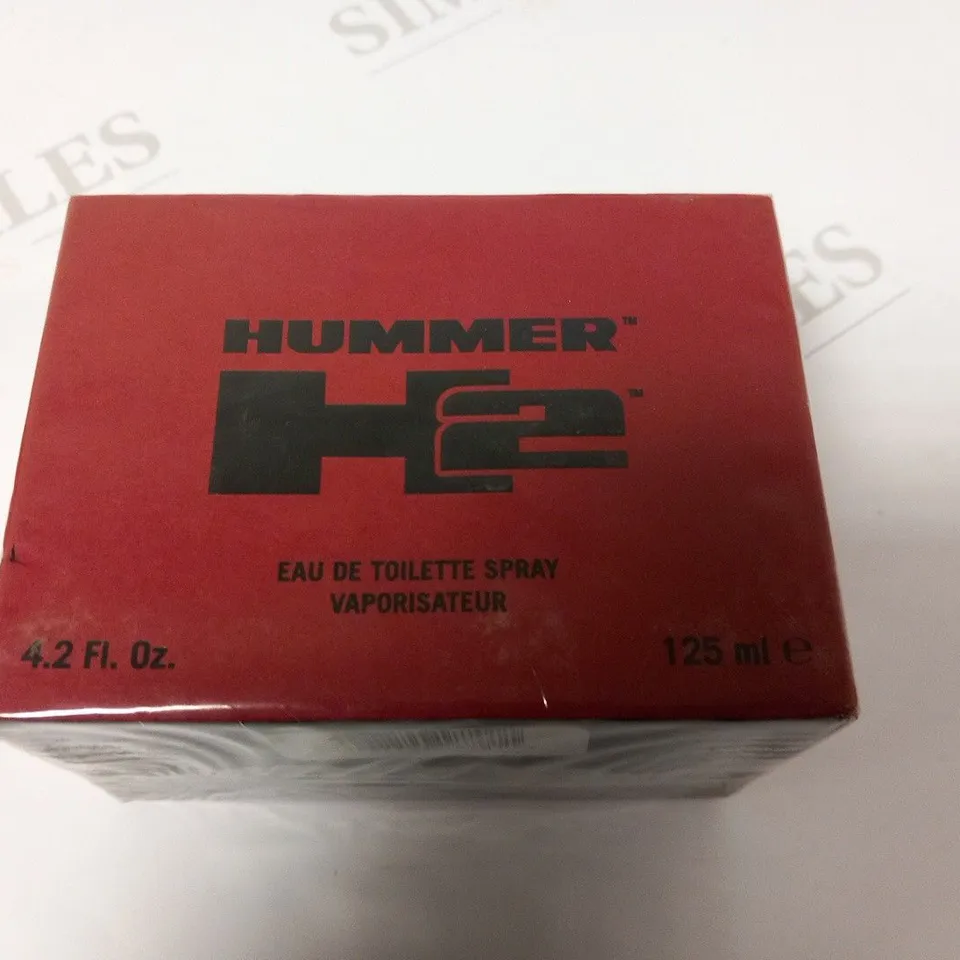 HUMMER™
H2™
EAU DE TOILETTE SPRAY
VAPORISATEUR
4.2 Fl. Oz.
125 ml ℮